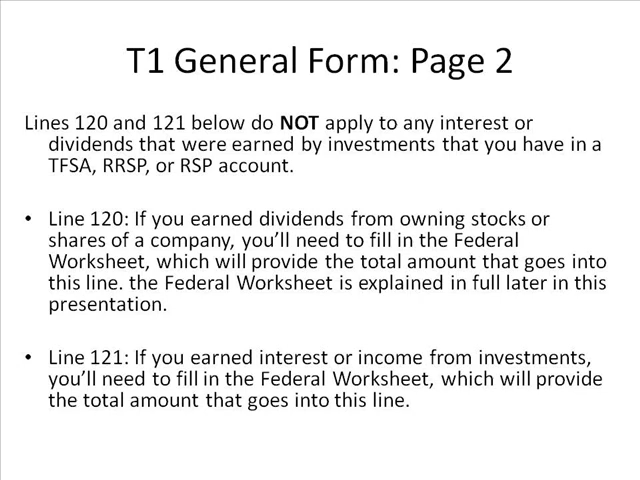 T1 General Form: Page 2
Lines 120 and 121 below do NOT apply to any interest or
dividends that were earned by investments that you have in a
TFSA, RRSP, or RSP account.
• Line 120: If you earned dividends from owning stocks or
shares of a company, you’ll need to fill in the Federal
Worksheet, which will provide the total amount that goes into
this line. the Federal Worksheet is explained in full later in this
presentation.
• Line 121: If you earned interest or income from investments,
you’ll need to fill in the Federal Worksheet, which will provide
the total amount that goes into this line.